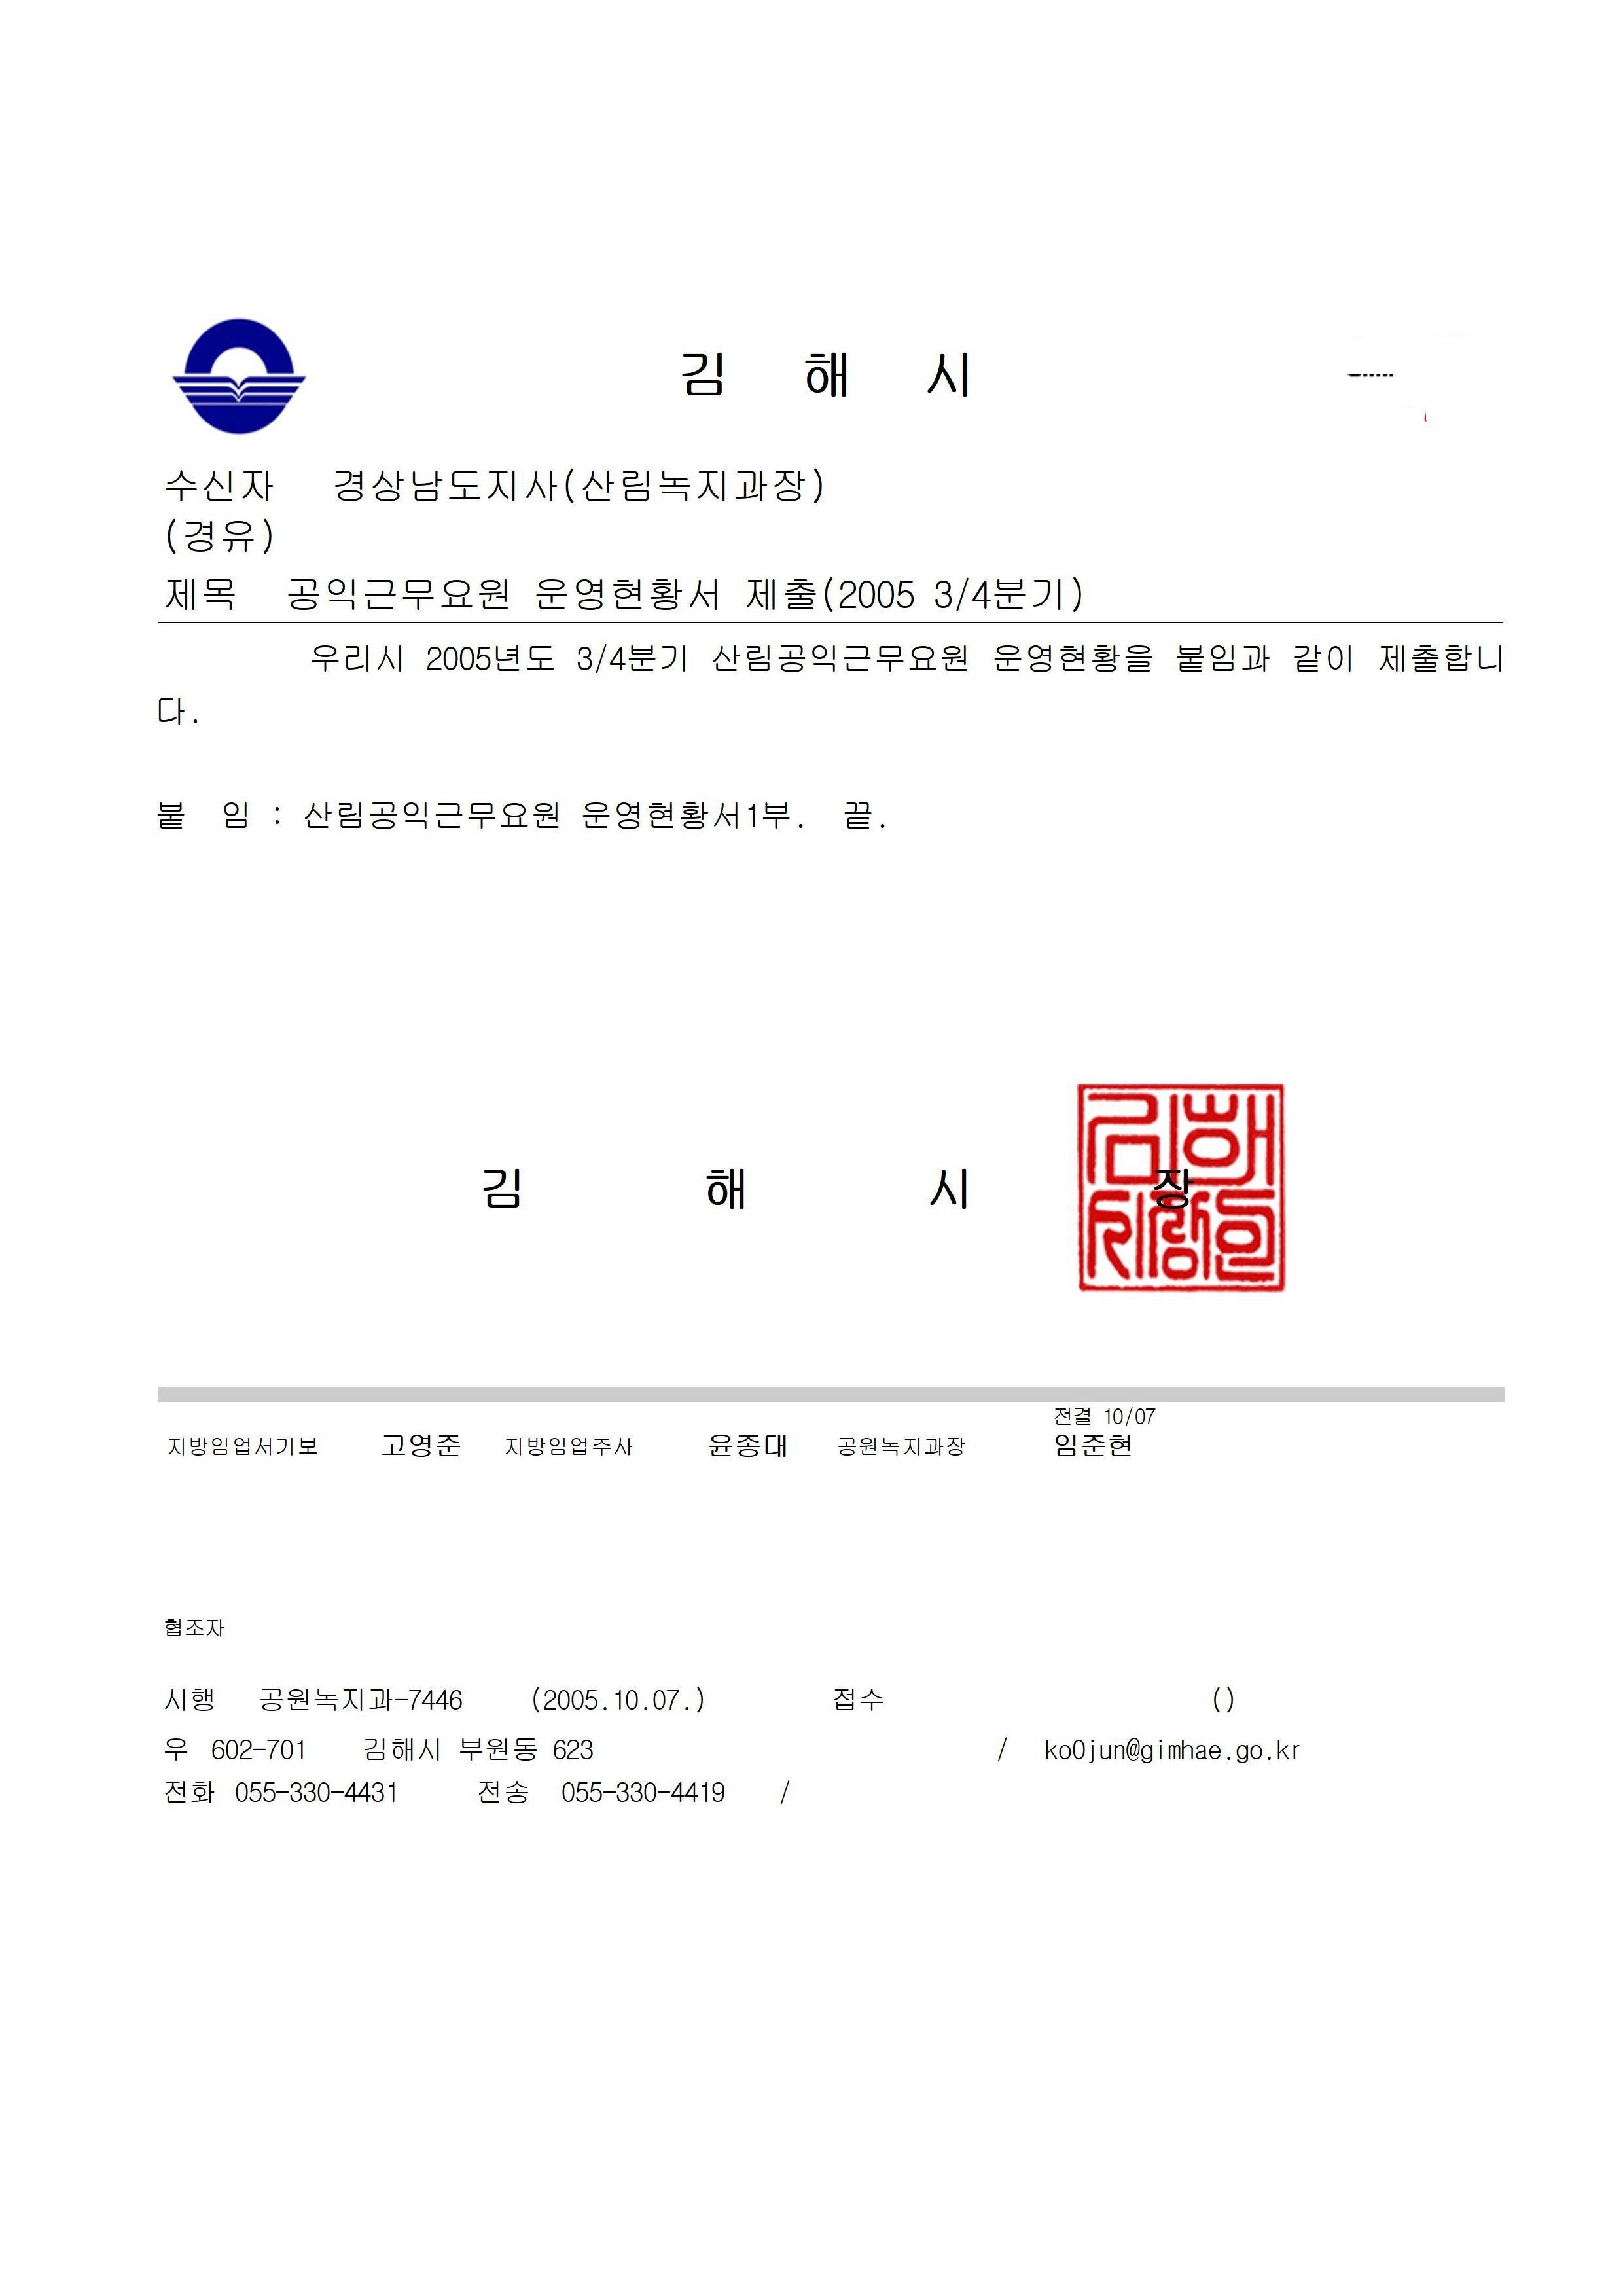 김 해 시
수신자 경상남도지사(산림녹지과장)
(경유)
제목 공익근무요원 운영현황서 제출(2005 3/4분기)
우리시 2005년도 3/4분기 산림공익근무요원 운영현황을 붙임과 같이 제출합니
다.
붙 임 : 산림공익근무요원 운영현황서1부. 끝.
김 해 시 장
전결 10/07
지방임업서기보 고영준 지방임업주사 윤종대 공원녹지과장 임준현
협조자
시행 공원녹지과-7446 (2005.10.07.) 접수 ()
우 602-701 김해시 부원동 623 / ko0jun@gimhae.go.kr
전화 055-330-4431 전송 055-330-4419 /